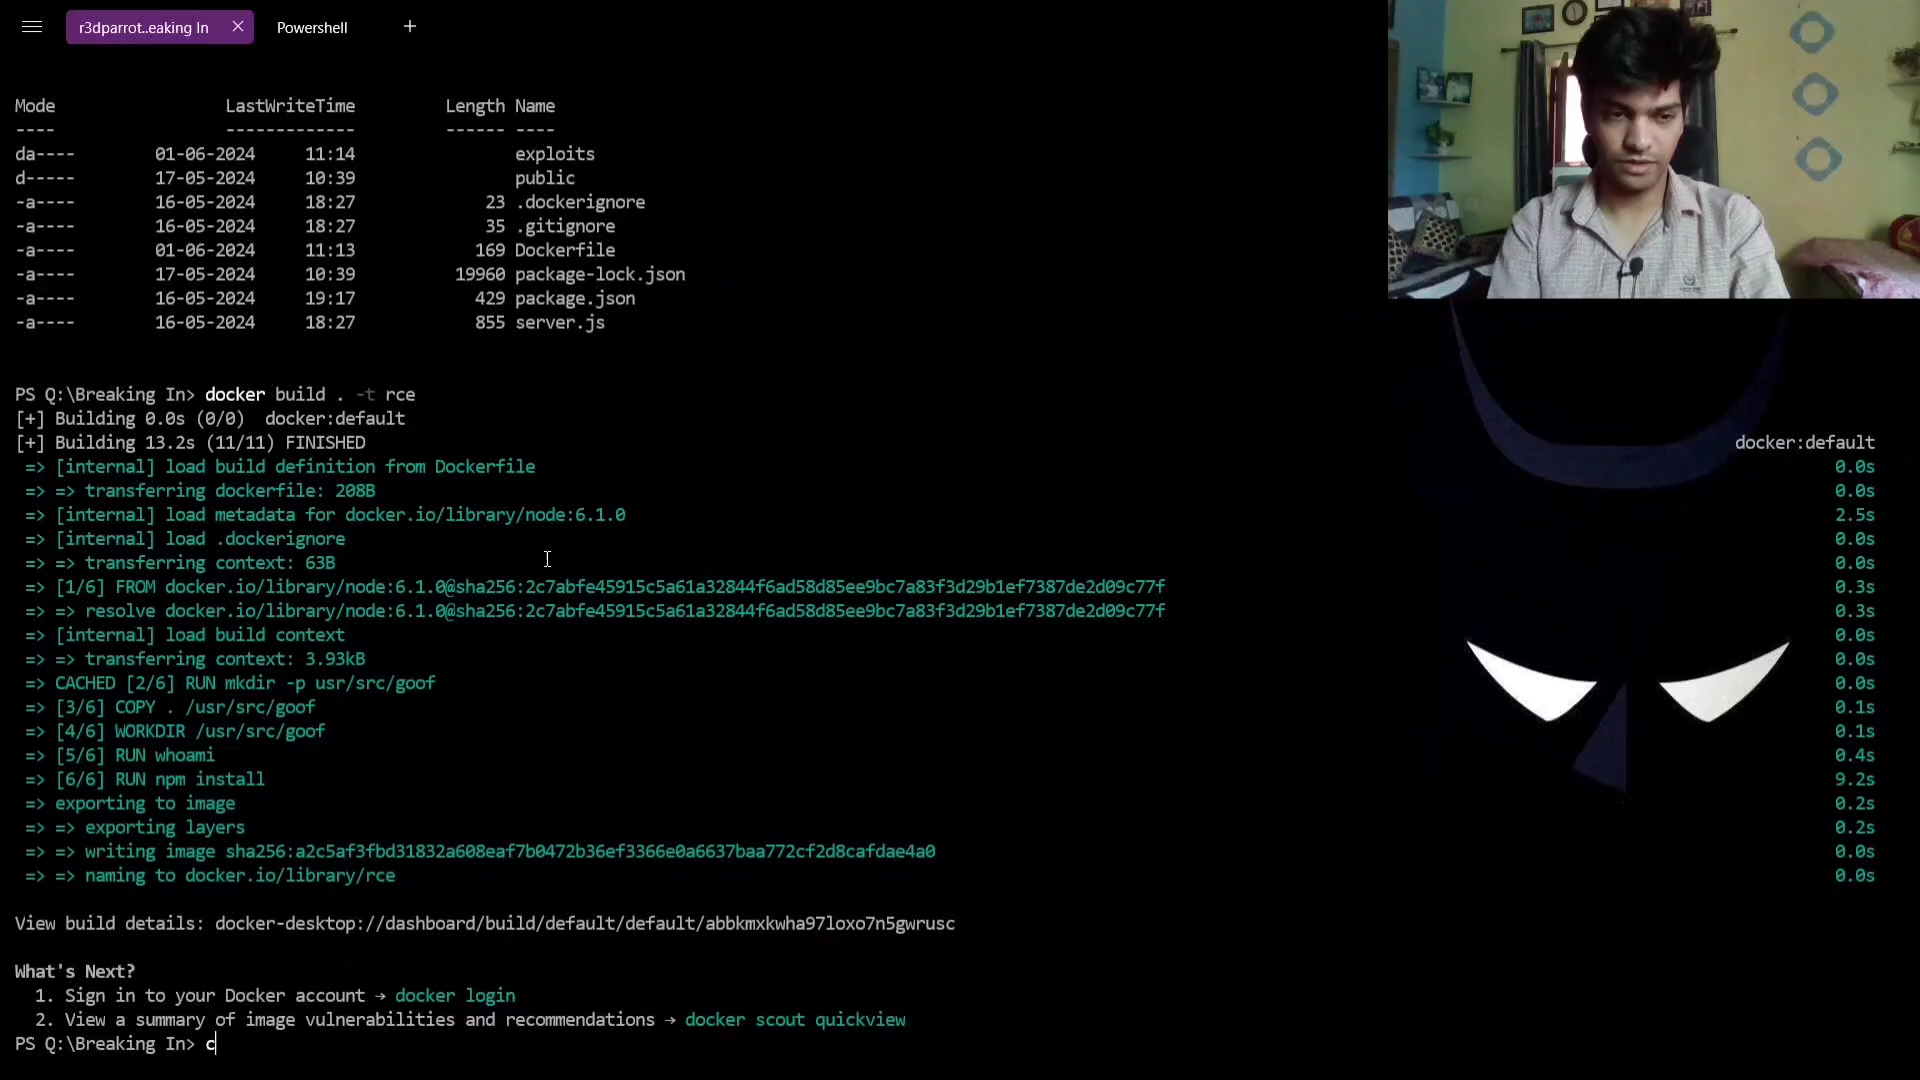 r3dparrot..eaking In
Powershell
Mode LastWriteTime Length Name
---- ------------- ------ ----
da---- 01-06-2024 11:14 exploits
d----- 17-05-2024 10:39 public
-a---- 16-05-2024 18:27 23 .dockerignore
-a---- 16-05-2024 18:27 35 .gitignore
-a---- 01-06-2024 11:13 169 Dockerfile
-a---- 17-05-2024 10:39 19960 package-lock.json
-a---- 16-05-2024 19:17 429 package.json
-a---- 16-05-2024 18:27 855 server.js
PS Q:\Breaking In> docker build . -t rce
[+] Building 0.0s (0/0) docker:default
[+] Building 13.2s (11/11) FINISHED docker:default
=> [internal] load build definition from Dockerfile 0.0s
=> => transferring dockerfile: 208B 0.0s
=> [internal] load metadata for docker.io/library/node:6.1.0 2.5s
=> [internal] load .dockerignore 0.0s
=> => transferring context: 63B 0.0s
=> [1/6] FROM docker.io/library/node:6.1.0@sha256:2c7abfe45915c5a61a32844f6ad58d85ee9bc7a83f3d29b1ef7387de2d09c77f 0.3s
=> => resolve docker.io/library/node:6.1.0@sha256:2c7abfe45915c5a61a32844f6ad58d85ee9bc7a83f3d29b1ef7387de2d09c77f 0.3s
=> [internal] load build context 0.0s
=> => transferring context: 3.93kB 0.0s
=> CACHED [2/6] RUN mkdir -p usr/src/goof 0.0s
=> [3/6] COPY . /usr/src/goof 0.1s
=> [4/6] WORKDIR /usr/src/goof 0.1s
=> [5/6] RUN whoami 0.4s
=> [6/6] RUN npm install 9.2s
=> exporting to image 0.2s
=> => exporting layers 0.2s
=> => writing image sha256:a2c5af3fbd31832a608eaf7b0472b36ef3366e0a6637baa772cf2d8cafdae4a0 0.0s
=> => naming to docker.io/library/rce 0.0s
View build details: docker-desktop://dashboard/build/default/default/abbkmxkwha97loxo7n5gwrusc
What's Next?
1. Sign in to your Docker account → docker login
2. View a summary of image vulnerabilities and recommendations → docker scout quickview
PS Q:\Breaking In> c